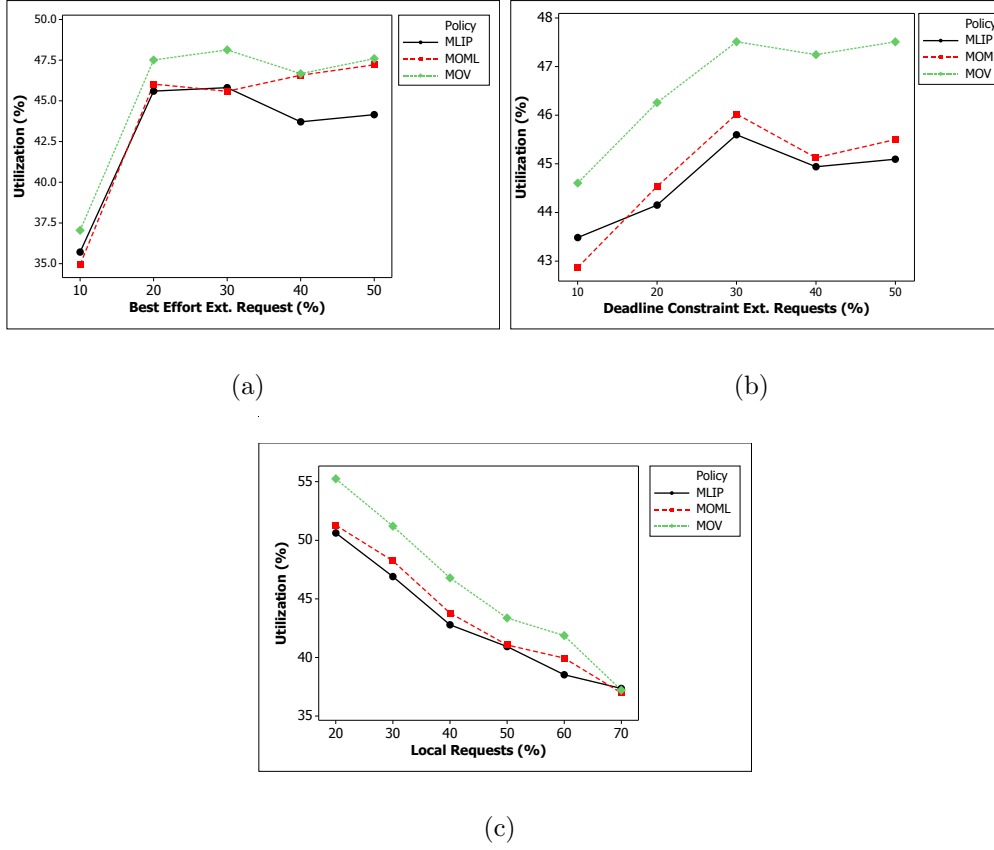 50.0
47.5
45.0
42.5
40.0
37.5
35.0
Utilization (%)
10 20 30 40 50
Best Effort Ext. Request (%)
Policy
MLIP
MOML
MOV
(a)
48
47
46
45
44
43
Utilization (%)
10 20 30 40 50
Deadline Constraint Ext. Requests (%)
Policy
MLIP
MOML
MOV
(b)
55
50
45
40
35
Utilization (%)
20 30 40 50 60 70
Local Requests (%)
Policy
MLIP
MOML
MOV
(c)